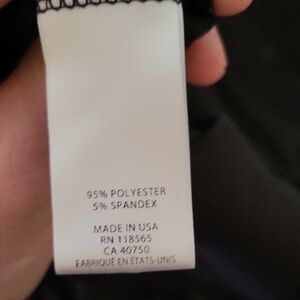 95% POLYESTER
5% SPANDEX
MADE IN USA
RN 118565
CA 40750
FABRIQUÉ EN ÉTATS-UNIS